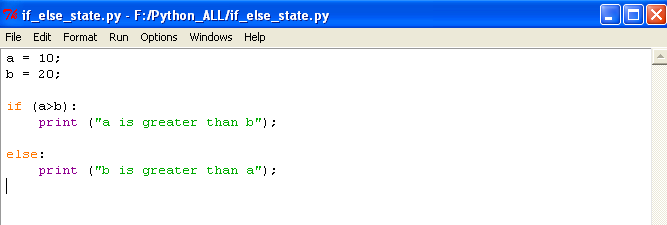 if_else_state.py - F:/Python_ALL/if_else_state.py
File Edit Format Run Options Windows Help
a = 10;
b = 20;
if (a>b):
    print ("a is greater than b");
else:
    print ("b is greater than a");